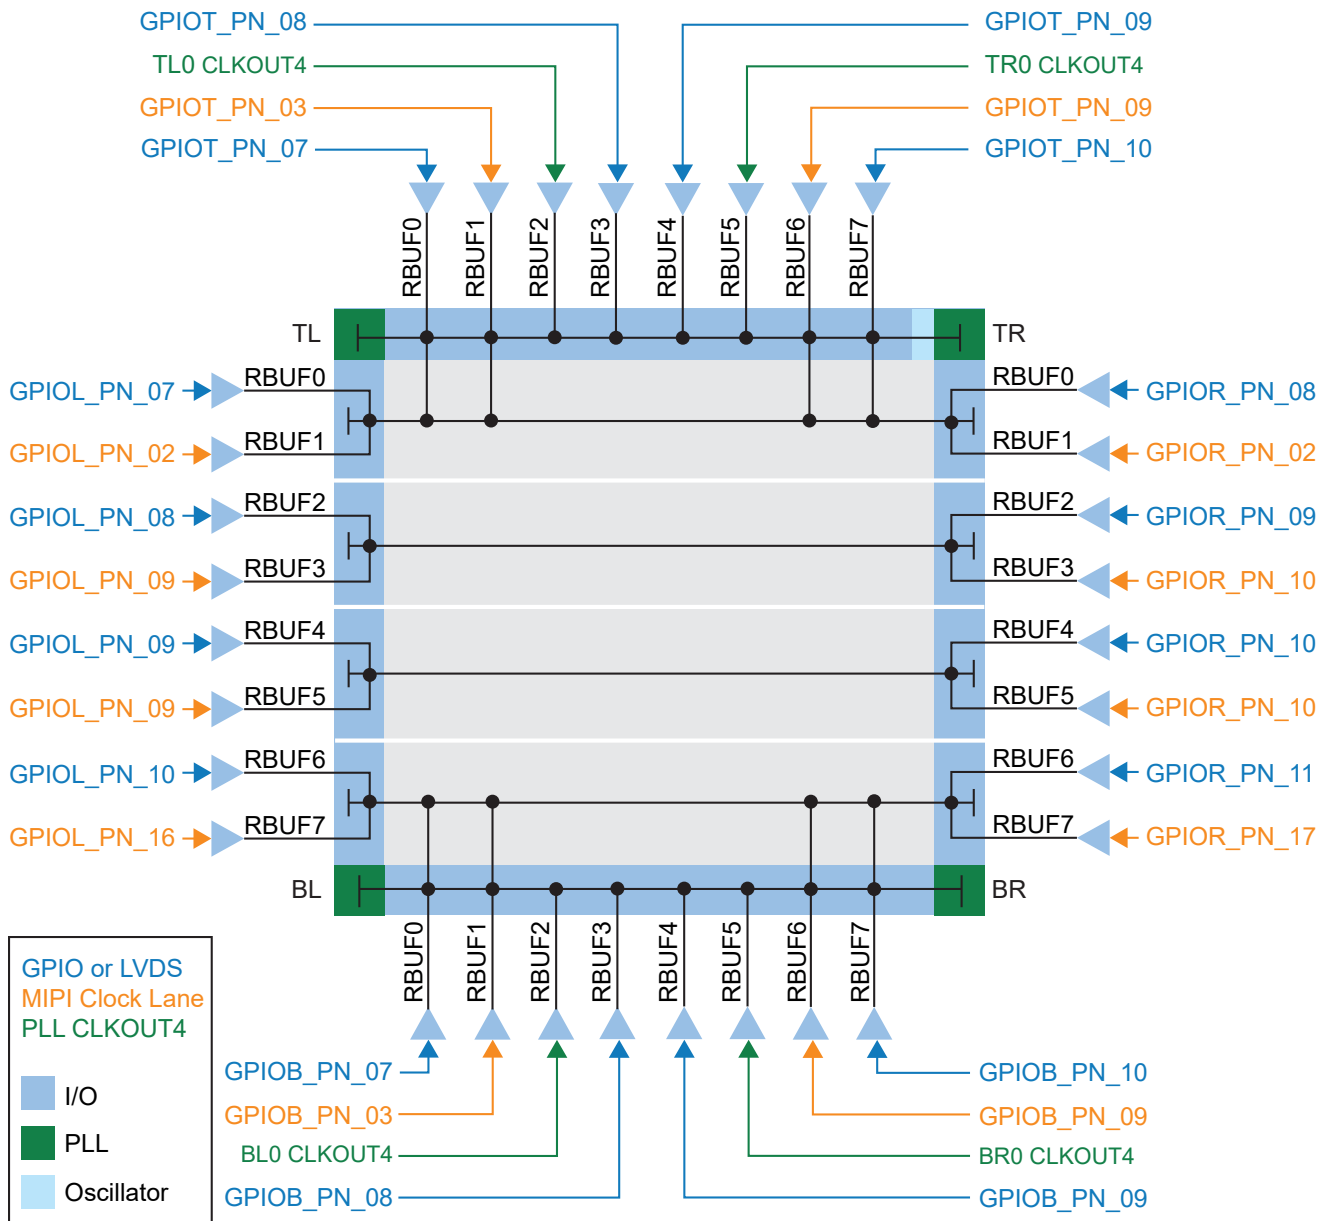 GPIOT_PN_08
GPIOT_PN_09
TL0 CLKOUT4
TR0 CLKOUT4
GPIOT_PN_03
GPIOT_PN_09
GPIOT_PN_07
GPIOT_PN_10
RBUF0
RBUF1
RBUF2
RBUF3
RBUF4
RBUF5
RBUF6
RBUF7
TL
TR
GPIOL_PN_07
RBUF0
RBUF0
GPIOR_PN_08
GPIOL_PN_02
RBUF1
RBUF1
GPIOR_PN_02
GPIOL_PN_08
RBUF2
RBUF2
GPIOR_PN_09
GPIOL_PN_09
RBUF3
RBUF3
GPIOR_PN_10
GPIOL_PN_09
RBUF4
RBUF4
GPIOR_PN_10
GPIOL_PN_09
RBUF5
RBUF5
GPIOR_PN_10
GPIOL_PN_10
RBUF6
RBUF6
GPIOR_PN_11
GPIOL_PN_16
RBUF7
RBUF7
GPIOR_PN_17
BL
BR
RBUF0
RBUF1
RBUF2
RBUF3
RBUF4
RBUF5
RBUF6
RBUF7
GPIOB_PN_07
GPIOB_PN_10
GPIOB_PN_03
GPIOB_PN_09
BL0 CLKOUT4
BR0 CLKOUT4
GPIOB_PN_08
GPIOB_PN_09
GPIO or LVDS
MIPI Clock Lane
PLL CLKOUT4
I/O
PLL
Oscillator